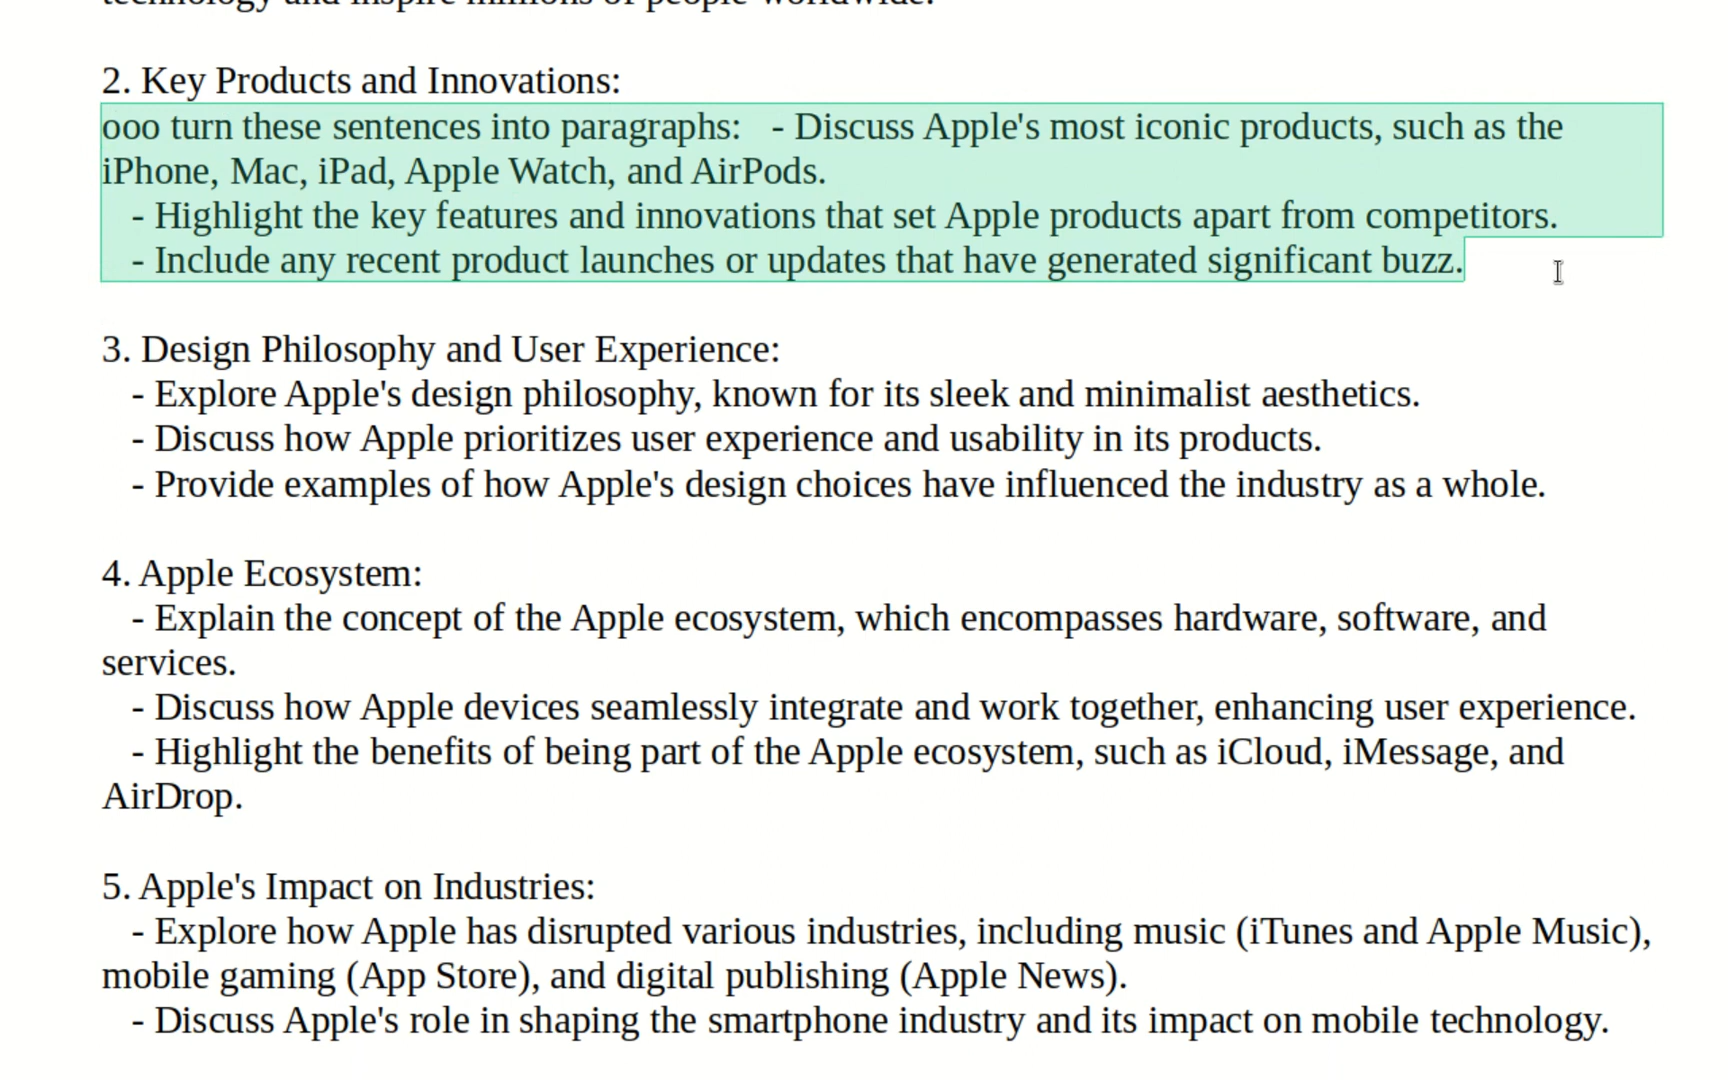 technology and inspire millions of people worldwide.
2. Key Products and Innovations:
ooo turn these sentences into paragraphs:   - Discuss Apple's most iconic products, such as the
iPhone, Mac, iPad, Apple Watch, and AirPods.
- Highlight the key features and innovations that set Apple products apart from competitors.
- Include any recent product launches or updates that have generated significant buzz.
3. Design Philosophy and User Experience:
- Explore Apple's design philosophy, known for its sleek and minimalist aesthetics.
- Discuss how Apple prioritizes user experience and usability in its products.
- Provide examples of how Apple's design choices have influenced the industry as a whole.
4. Apple Ecosystem:
- Explain the concept of the Apple ecosystem, which encompasses hardware, software, and
services.
- Discuss how Apple devices seamlessly integrate and work together, enhancing user experience.
- Highlight the benefits of being part of the Apple ecosystem, such as iCloud, iMessage, and
AirDrop.
5. Apple's Impact on Industries:
- Explore how Apple has disrupted various industries, including music (iTunes and Apple Music),
mobile gaming (App Store), and digital publishing (Apple News).
- Discuss Apple's role in shaping the smartphone industry and its impact on mobile technology.